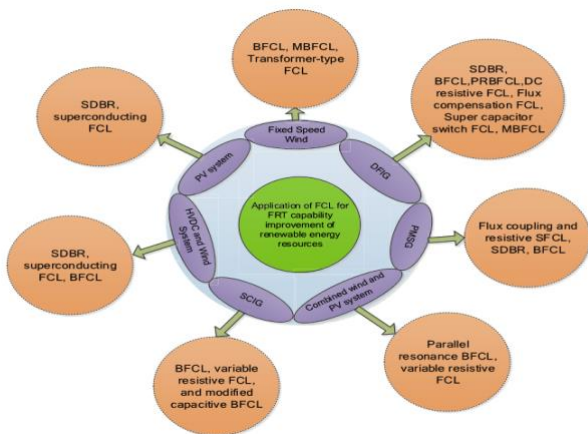 BFCL, MBFCL,
Transformer-type
FCL
SDBR,
BFCL,PRBFCL,DC
resistive FCL, Flux
compensation FCL,
Super capacitor
switch FCL, MBFCL
SDBR,
superconducting
FCL
Fixed Speed
Wind
PV system
DFIG
Application of FCL for
FRT capability
improvement of
renewable energy
resources
HVDC and Wind
System
PMSG
Flux coupling and
resistive SFCL,
SDBR, BFCL
SDBR,
superconducting
FCL, BFCL
SCIG
Combined wind and
PV system
BFCL, variable
resistive FCL,
and modified
capacitive BFCL
Parallel
resonance BFCL,
variable resistive
FCL